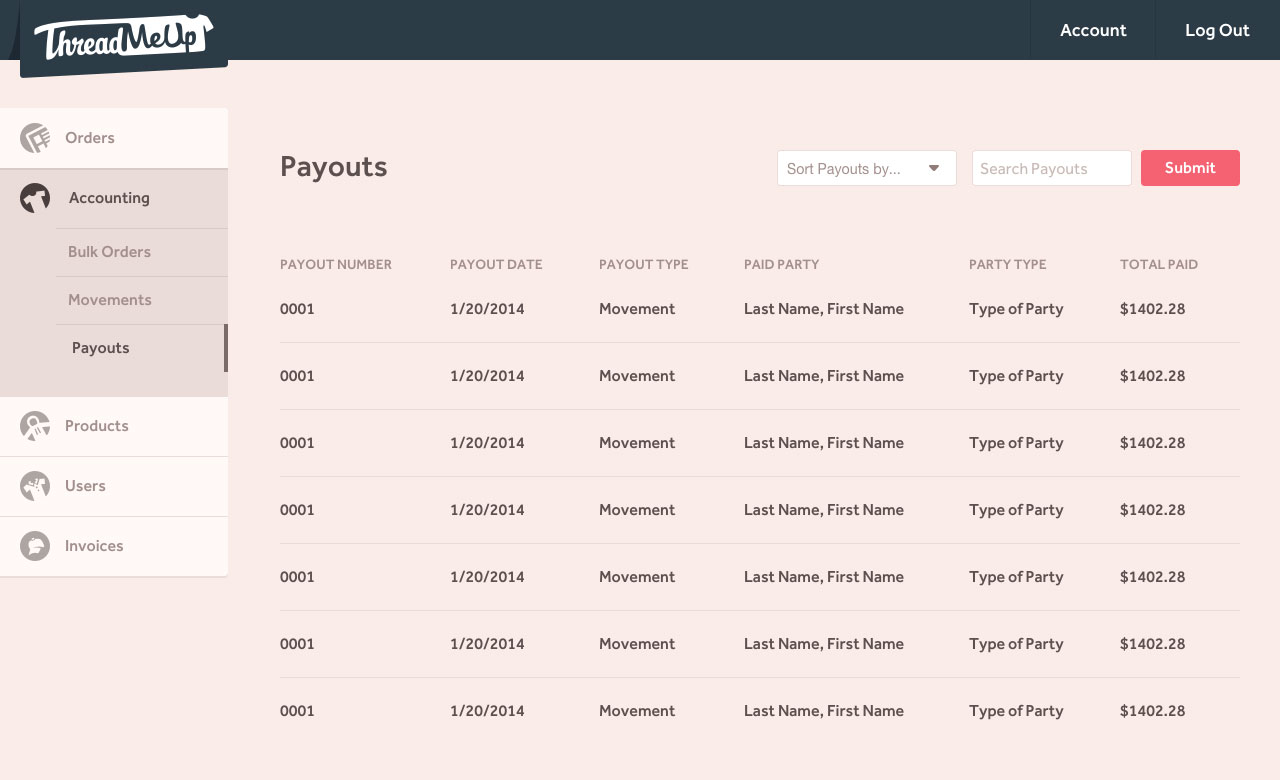 ThreadMeUp
Account
Log Out
Orders
Accounting
Bulk Orders
Movements
Payouts
Products
Users
Invoices
Payouts
Sort Payouts by...
Search Payouts
Submit
PAYOUT NUMBER PAYOUT DATE PAYOUT TYPE PAID PARTY PARTY TYPE TOTAL PAID
0001 1/20/2014 Movement Last Name, First Name Type of Party $1402.28
0001 1/20/2014 Movement Last Name, First Name Type of Party $1402.28
0001 1/20/2014 Movement Last Name, First Name Type of Party $1402.28
0001 1/20/2014 Movement Last Name, First Name Type of Party $1402.28
0001 1/20/2014 Movement Last Name, First Name Type of Party $1402.28
0001 1/20/2014 Movement Last Name, First Name Type of Party $1402.28
0001 1/20/2014 Movement Last Name, First Name Type of Party $1402.28